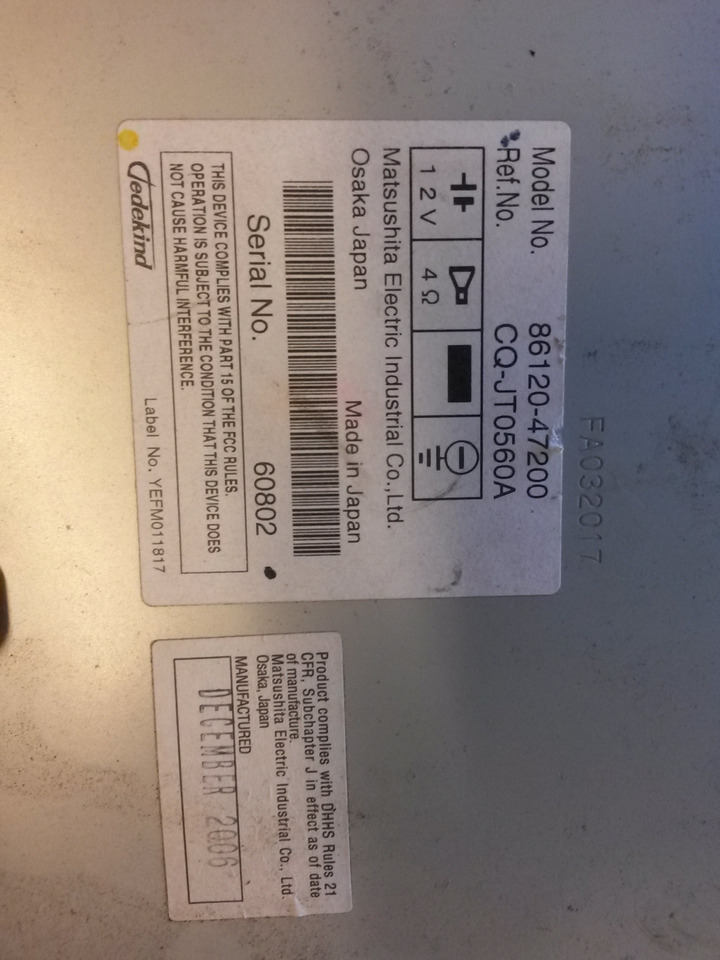 FA032017
Model No. 86120-47200
Ref.No. CQ-JT0560A
12V 4Ω
Matsushita Electric Industrial Co.,Ltd.
Osaka Japan Made in Japan
Serial No. 60802
THIS DEVICE COMPLIES WITH PART 15 OF THE FCC RULES.
OPERATION IS SUBJECT TO THE CONDITION THAT THIS DEVICE DOES
NOT CAUSE HARMFUL INTERFERENCE.
Dedekind Label No. YEFM011817
Product complies with DHHS Rules 21
CFR, Subchapter J in effect as of date
of manufacture.
Matsushita Electric Industrial Co., Ltd.
Osaka, Japan
MANUFACTURED
DECEMBER 2006